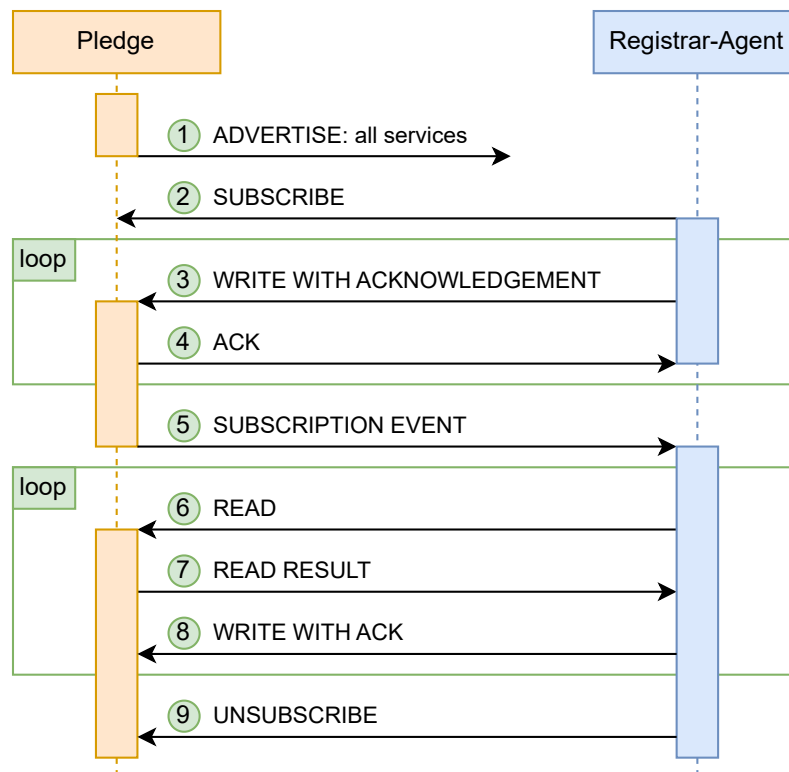 Pledge
Registrar-Agent
1 ADVERTISE: all services
2 SUBSCRIBE
loop
3 WRITE WITH ACKNOWLEDGEMENT
4 ACK
5 SUBSCRIPTION EVENT
loop
6 READ
7 READ RESULT
8 WRITE WITH ACK
9 UNSUBSCRIBE